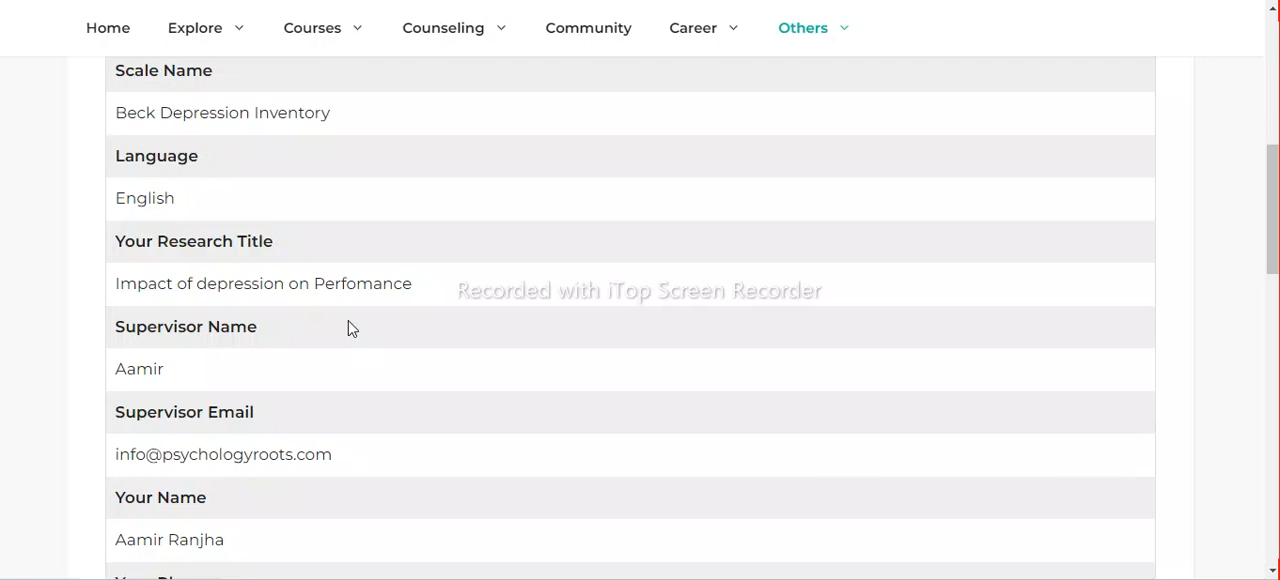 Home Explore Courses Counseling Community Career Others
Scale Name
Beck Depression Inventory
Language
English
Your Research Title
Impact of depression on Perfomance
Recorded with iTop Screen Recorder
Supervisor Name
Aamir
Supervisor Email
info@psychologyroots.com
Your Name
Aamir Ranjha